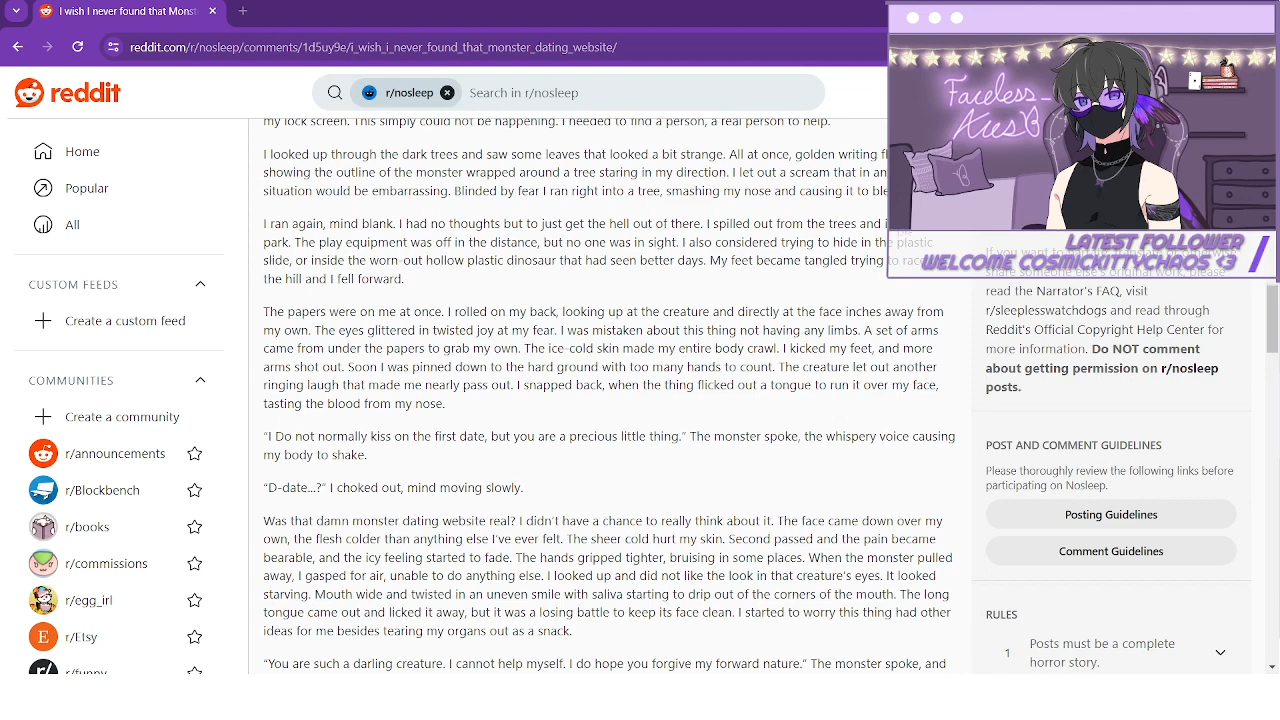 I wish I never found that Monst
reddit.com/r/nosleep/comments/1d5uy9e/i_wish_i_never_found_that_monster_dating_website/
reddit
r/nosleep
Search in r/nosleep
Home
Popular
All
CUSTOM FEEDS
Create a custom feed
COMMUNITIES
Create a community
r/announcements
r/Blockbench
r/books
r/commissions
r/egg_irl
r/Etsy
r/funny
my lock screen. This simply could not be happening. I needed to find a person, a real person to help.
I looked up through the dark trees and saw some leaves that looked a bit strange. All at once, golden writing fl
showing the outline of the monster wrapped around a tree staring in my direction. I let out a scream that in an
situation would be embarrassing. Blinded by fear I ran right into a tree, smashing my nose and causing it to ble
I ran again, mind blank. I had no thoughts but to just get the hell out of there. I spilled out from the trees and i
park. The play equipment was off in the distance, but no one was in sight. I also considered trying to hide in the plastic
slide, or inside a burnt out hollow plastic dinosaur that had seen better days. My feet became tangled trying to race
the hill and I fell forward.
The papers were on me at once. I rolled on my back, looking up at the creature and directly at the face inches away from
my own. The eyes glittered in twisted joy at my fear. I was mistaken about this thing not having any limbs. A set of arms
came from under the papers to grab my own. The ice-cold skin made my entire body crawl. I kicked my feet, and more
arms shot out. Soon I was pinned down to the hard ground with too many hands to count. The creature let out another
ringing laugh that made me nearly pass out. I snapped back, when the thing flicked out a tongue to run it over my face,
tasting the blood from my nose.
“I Do not normally kiss on the first date, but you are a precious little thing.” The monster spoke, the whispery voice causing
my body to shake.
“D-date...?” I choked out, mind moving slowly.
Was that damn monster dating website real? I didn’t have a chance to really think about it. The face came down over my
own, the flesh colder than anything else I’ve ever felt. The sheer cold hurt my skin. Second passed and the pain became
bearable, and the icy feeling started to fade. The hands gripped tighter, bruising in some places. When the monster pulled
away, I gasped for air, unable to do anything else. I looked up and did not like the look in that creature’s eyes. It looked
starving. Mouth wide and twisted in an uneven smile with saliva starting to drip out of the corners of the mouth. The long
tongue came out and licked it away, but it was a losing battle to keep its face clean. I started to worry this thing had other
ideas for me besides tearing my organs out as a snack.
“You are such a darling creature. I cannot help myself. I do hope you forgive my forward nature.” The monster spoke, and
Faceless_
LATEST FOLLOWER
WELCOME COSMICKITTYCHAOS <3
If you want to
share someone else's original work, please
read the Narrator's FAQ, visit
r/sleeplesswatchdogs and read through
Reddit's Official Copyright Help Center for
more information. Do NOT comment
about getting permission on r/nosleep
posts.
POST AND COMMENT GUIDELINES
Please thoroughly review the following links before
participating on Nosleep.
Posting Guidelines
Comment Guidelines
RULES
1
Posts must be a complete
horror story.